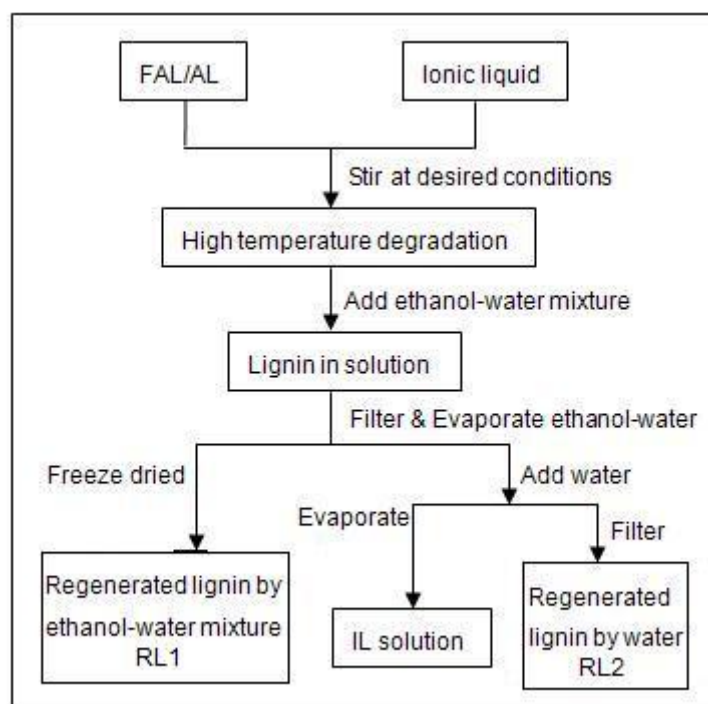 FAL/AL
Ionic liquid
Stir at desired conditions
High temperature degradation
Add ethanol-water mixture
Lignin in solution
Filter & Evaporate ethanol-water
Freeze dried
Add water
Evaporate
Filter
Regenerated lignin by
ethanol-water mixture
RL1
IL solution
Regenerated
lignin by water
RL2